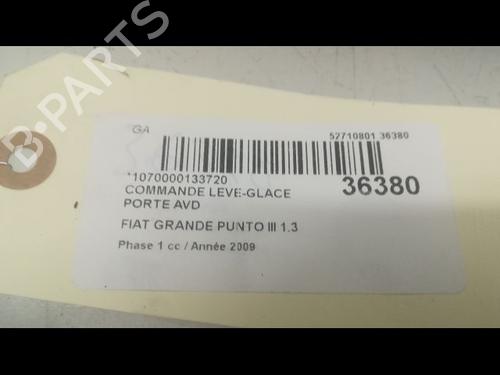 GA
52710801 36380
*1070000133720
36380
COMMANDE LEVE-GLACE
PORTE AVD
FIAT GRANDE PUNTO III 1.3
Phase 1 cc / Année 2009
B-PARTS